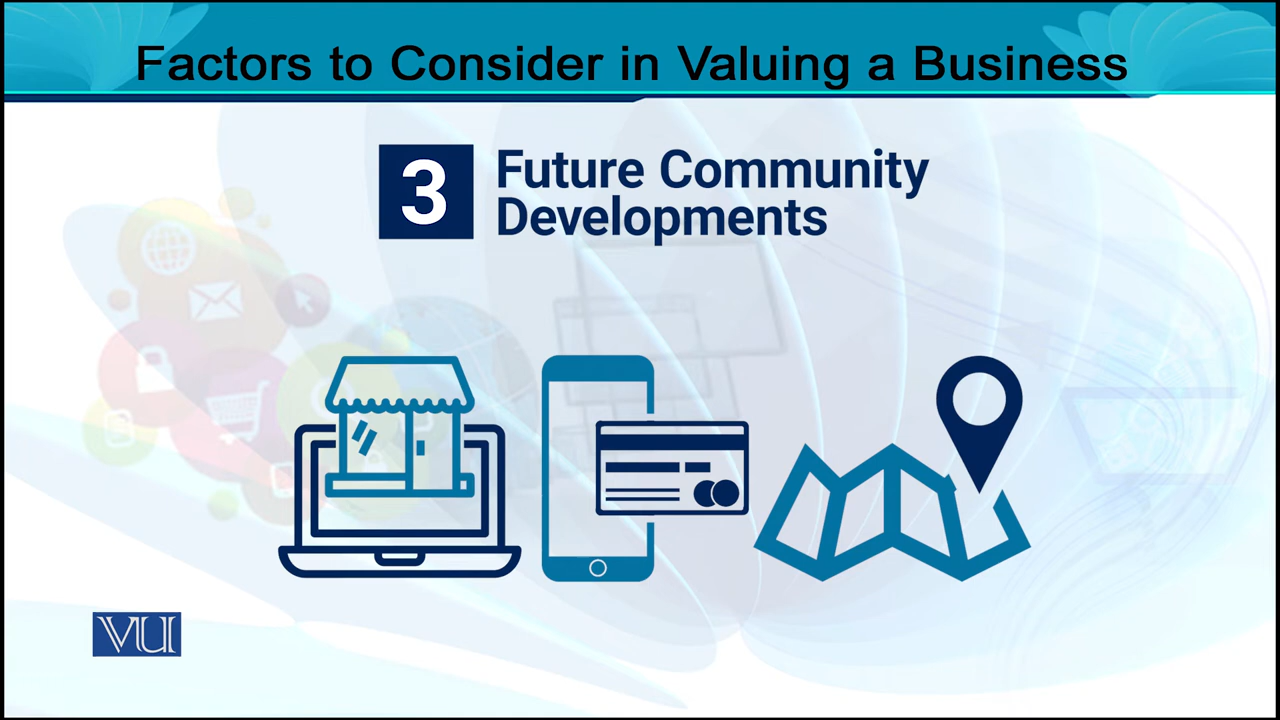 Factors to Consider in Valuing a Business
3 Future Community
Developments
VU